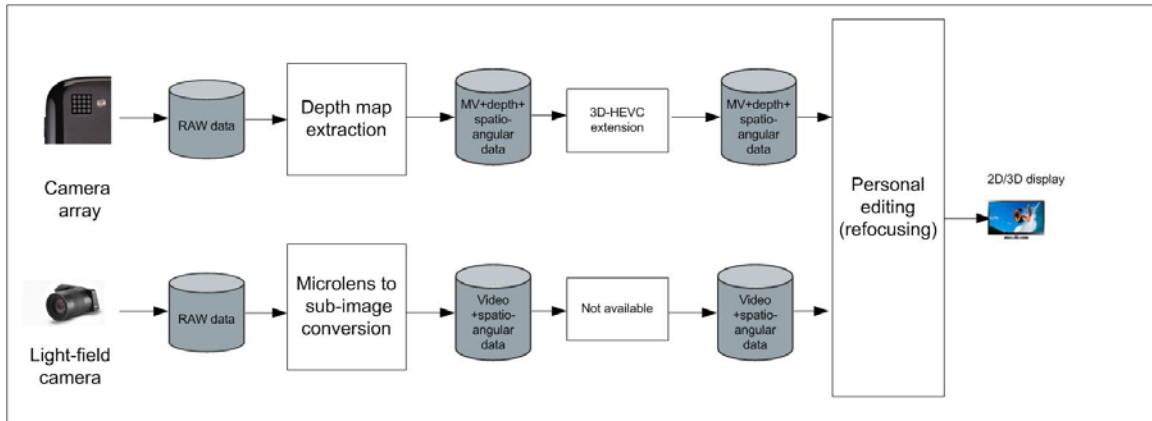 Camera
array
RAW data
Depth map
extraction
MV+depth+
spatio-
angular
data
3D-HEVC
extension
MV+depth+
spatio-
angular
data
Light-field
camera
RAW data
Microlens to
sub-image
conversion
Video
+spatio-
angular
data
Not available
Video
+spatio-
angular
data
Personal
editing
(refocusing)
2D/3D display